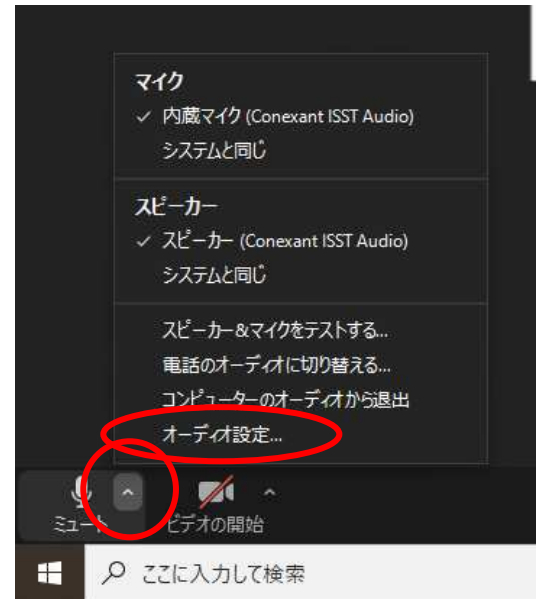 マイク
内蔵マイク (Conexant ISST Audio)
システムと同じ
スピーカー
スピーカー (Conexant ISST Audio)
システムと同じ
スピーカー&マイクをテストする...
電話のオーディオに切り替える...
コンピューターのオーディオから退出
オーディオ設定...
ミュート
ビデオの開始
ここに入力して検索